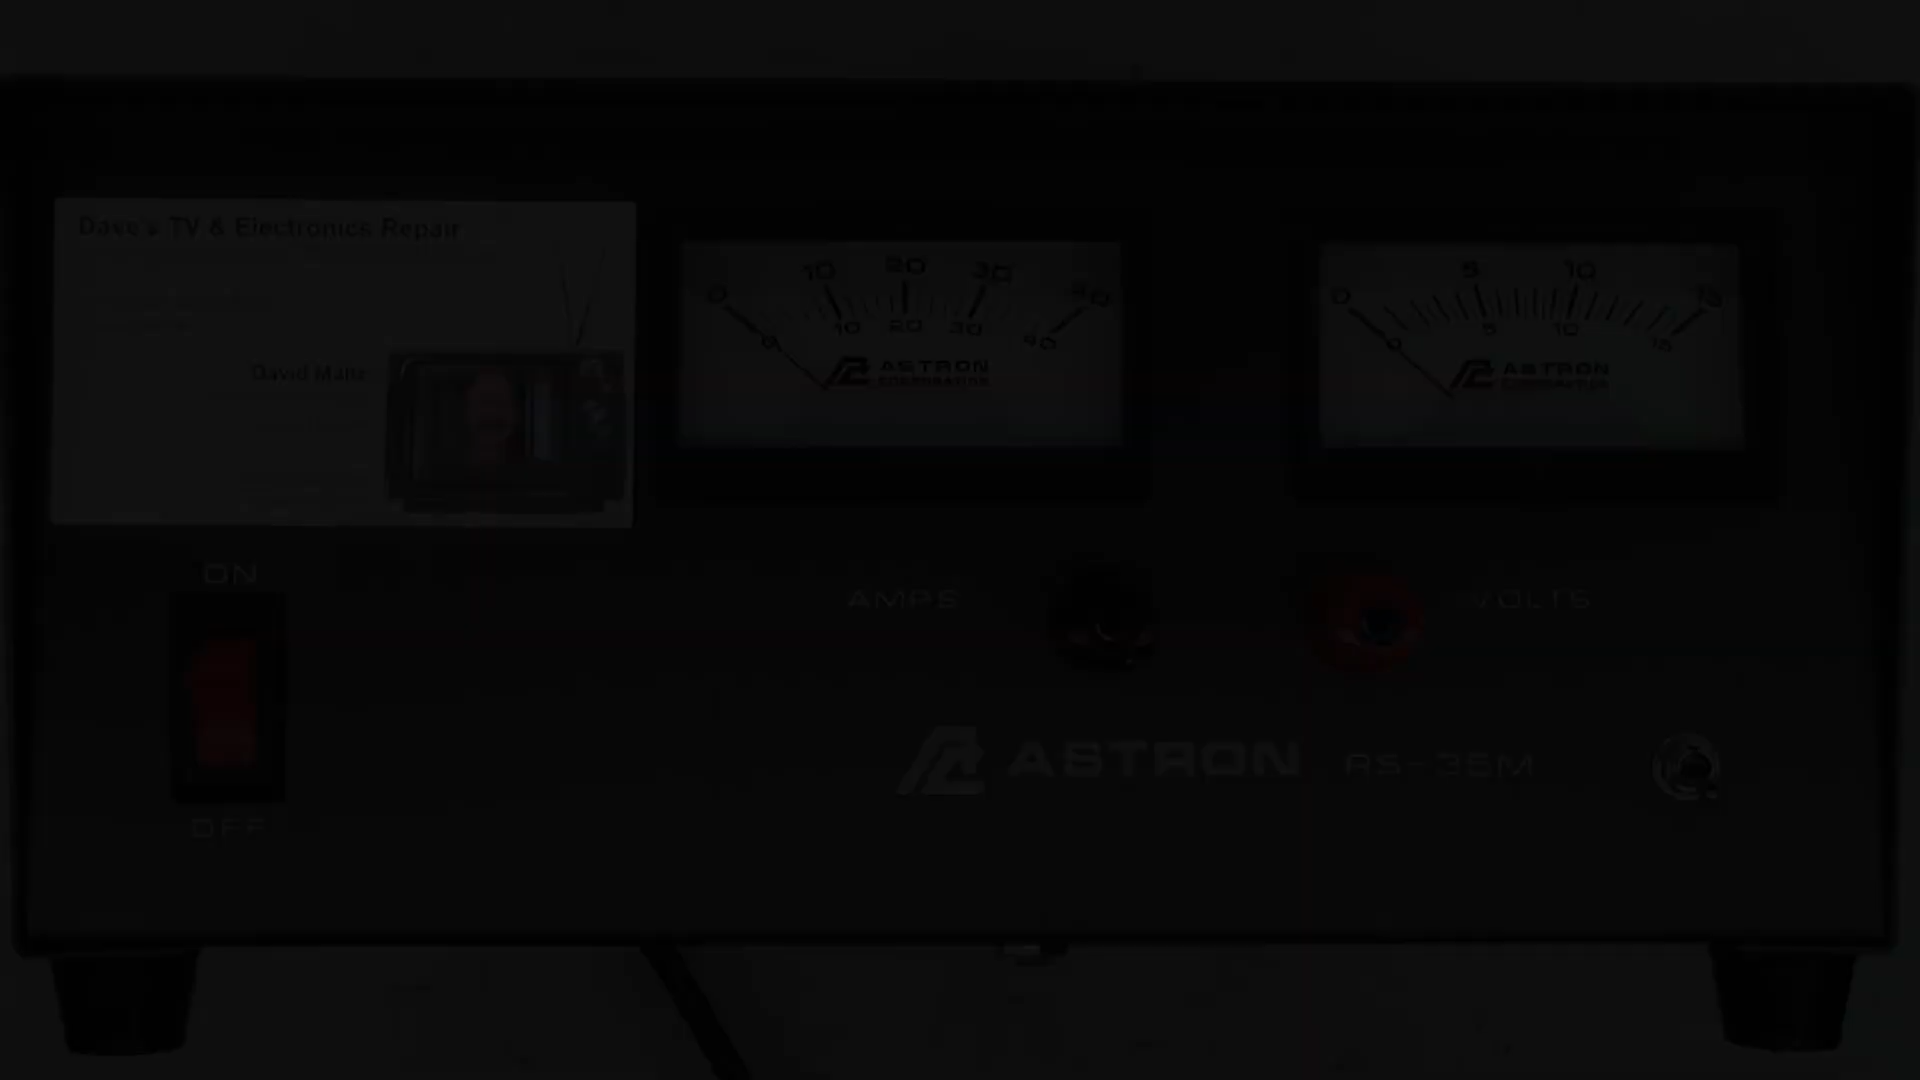 Dave's TV & Electronics Repair
David
0 10 20 30 40
0 10 20 30 40
ASTRON
CORPORATION
0 5 10 15
0 5 10 15
ASTRON
CORPORATION
ON
OFF
AMPS
VOLTS
ASTRON RS-35M